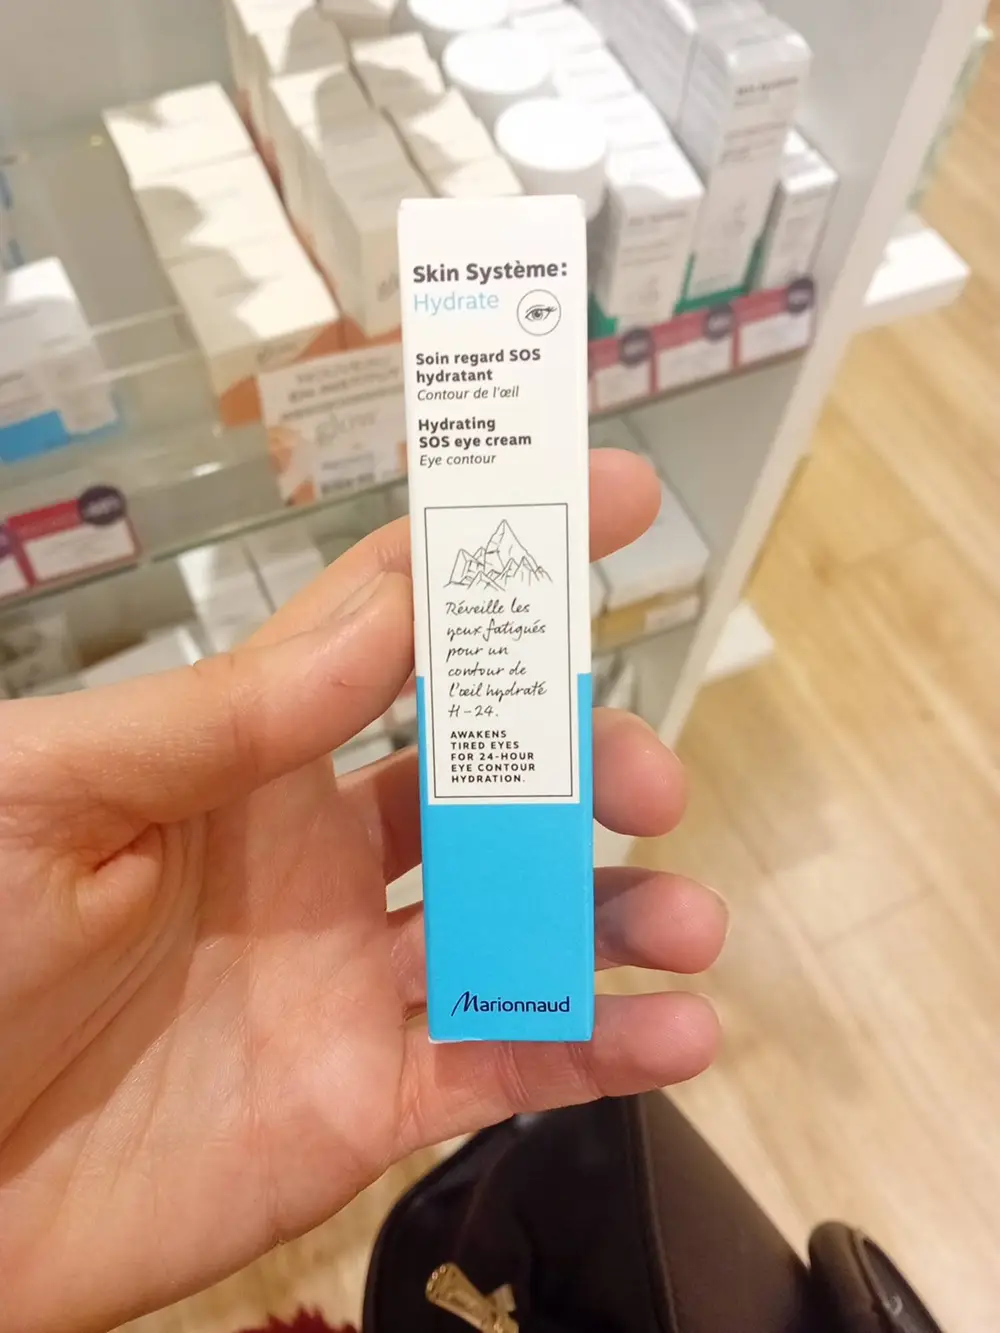 Skin Système:
Hydrate
Soin regard SOS
hydratant
Contour de l'œil
Hydrating
SOS eye cream
Eye contour
Réveille les
yeux fatigués
pour un
contour de
l'œil hydraté
H-24.
AWAKENS
TIRED EYES
FOR 24-HOUR
EYE CONTOUR
HYDRATION.
Marionnaud
glow